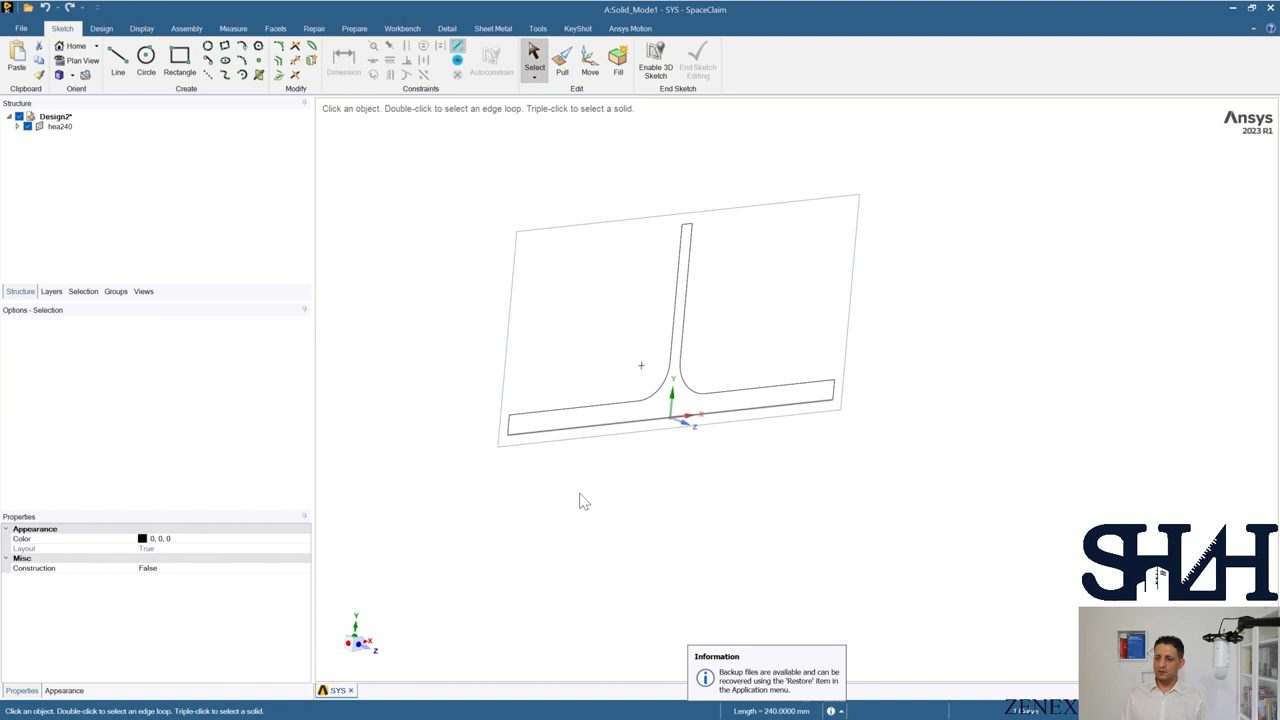 A:Solid_Mode1 - SYS - SpaceClaim
File Sketch Design Display Assembly Measure Facets Repair Prepare Workbench Detail Sheet Metal Tools KeyShot Ansys Motion
Paste
Home
Plan View
Line Circle Rectangle
Dimension
Autoconstrain
Select Pull Move Fill
Enable 3D Sketch
End Sketch Editing
Clipboard Orient Create Modify Constraints Edit End Sketch
Structure
Design2*
hea240
Click an object. Double-click to select an edge loop. Triple-click to select a solid.
Ansys
2023 R1
Y
X
Z
Structure Layers Selection Groups Views
Options - Selection
Properties
Appearance
Color 0, 0, 0
Layout True
Misc
Construction False
Y
X
Z
SHZH
Information
Backup files are available and can be
recovered using the 'Restore' item in
the Application menu.
Properties Appearance
SYS
ZENEX
Click an object. Double-click to select an edge loop. Triple-click to select a solid.
Length = 240.0000 mm